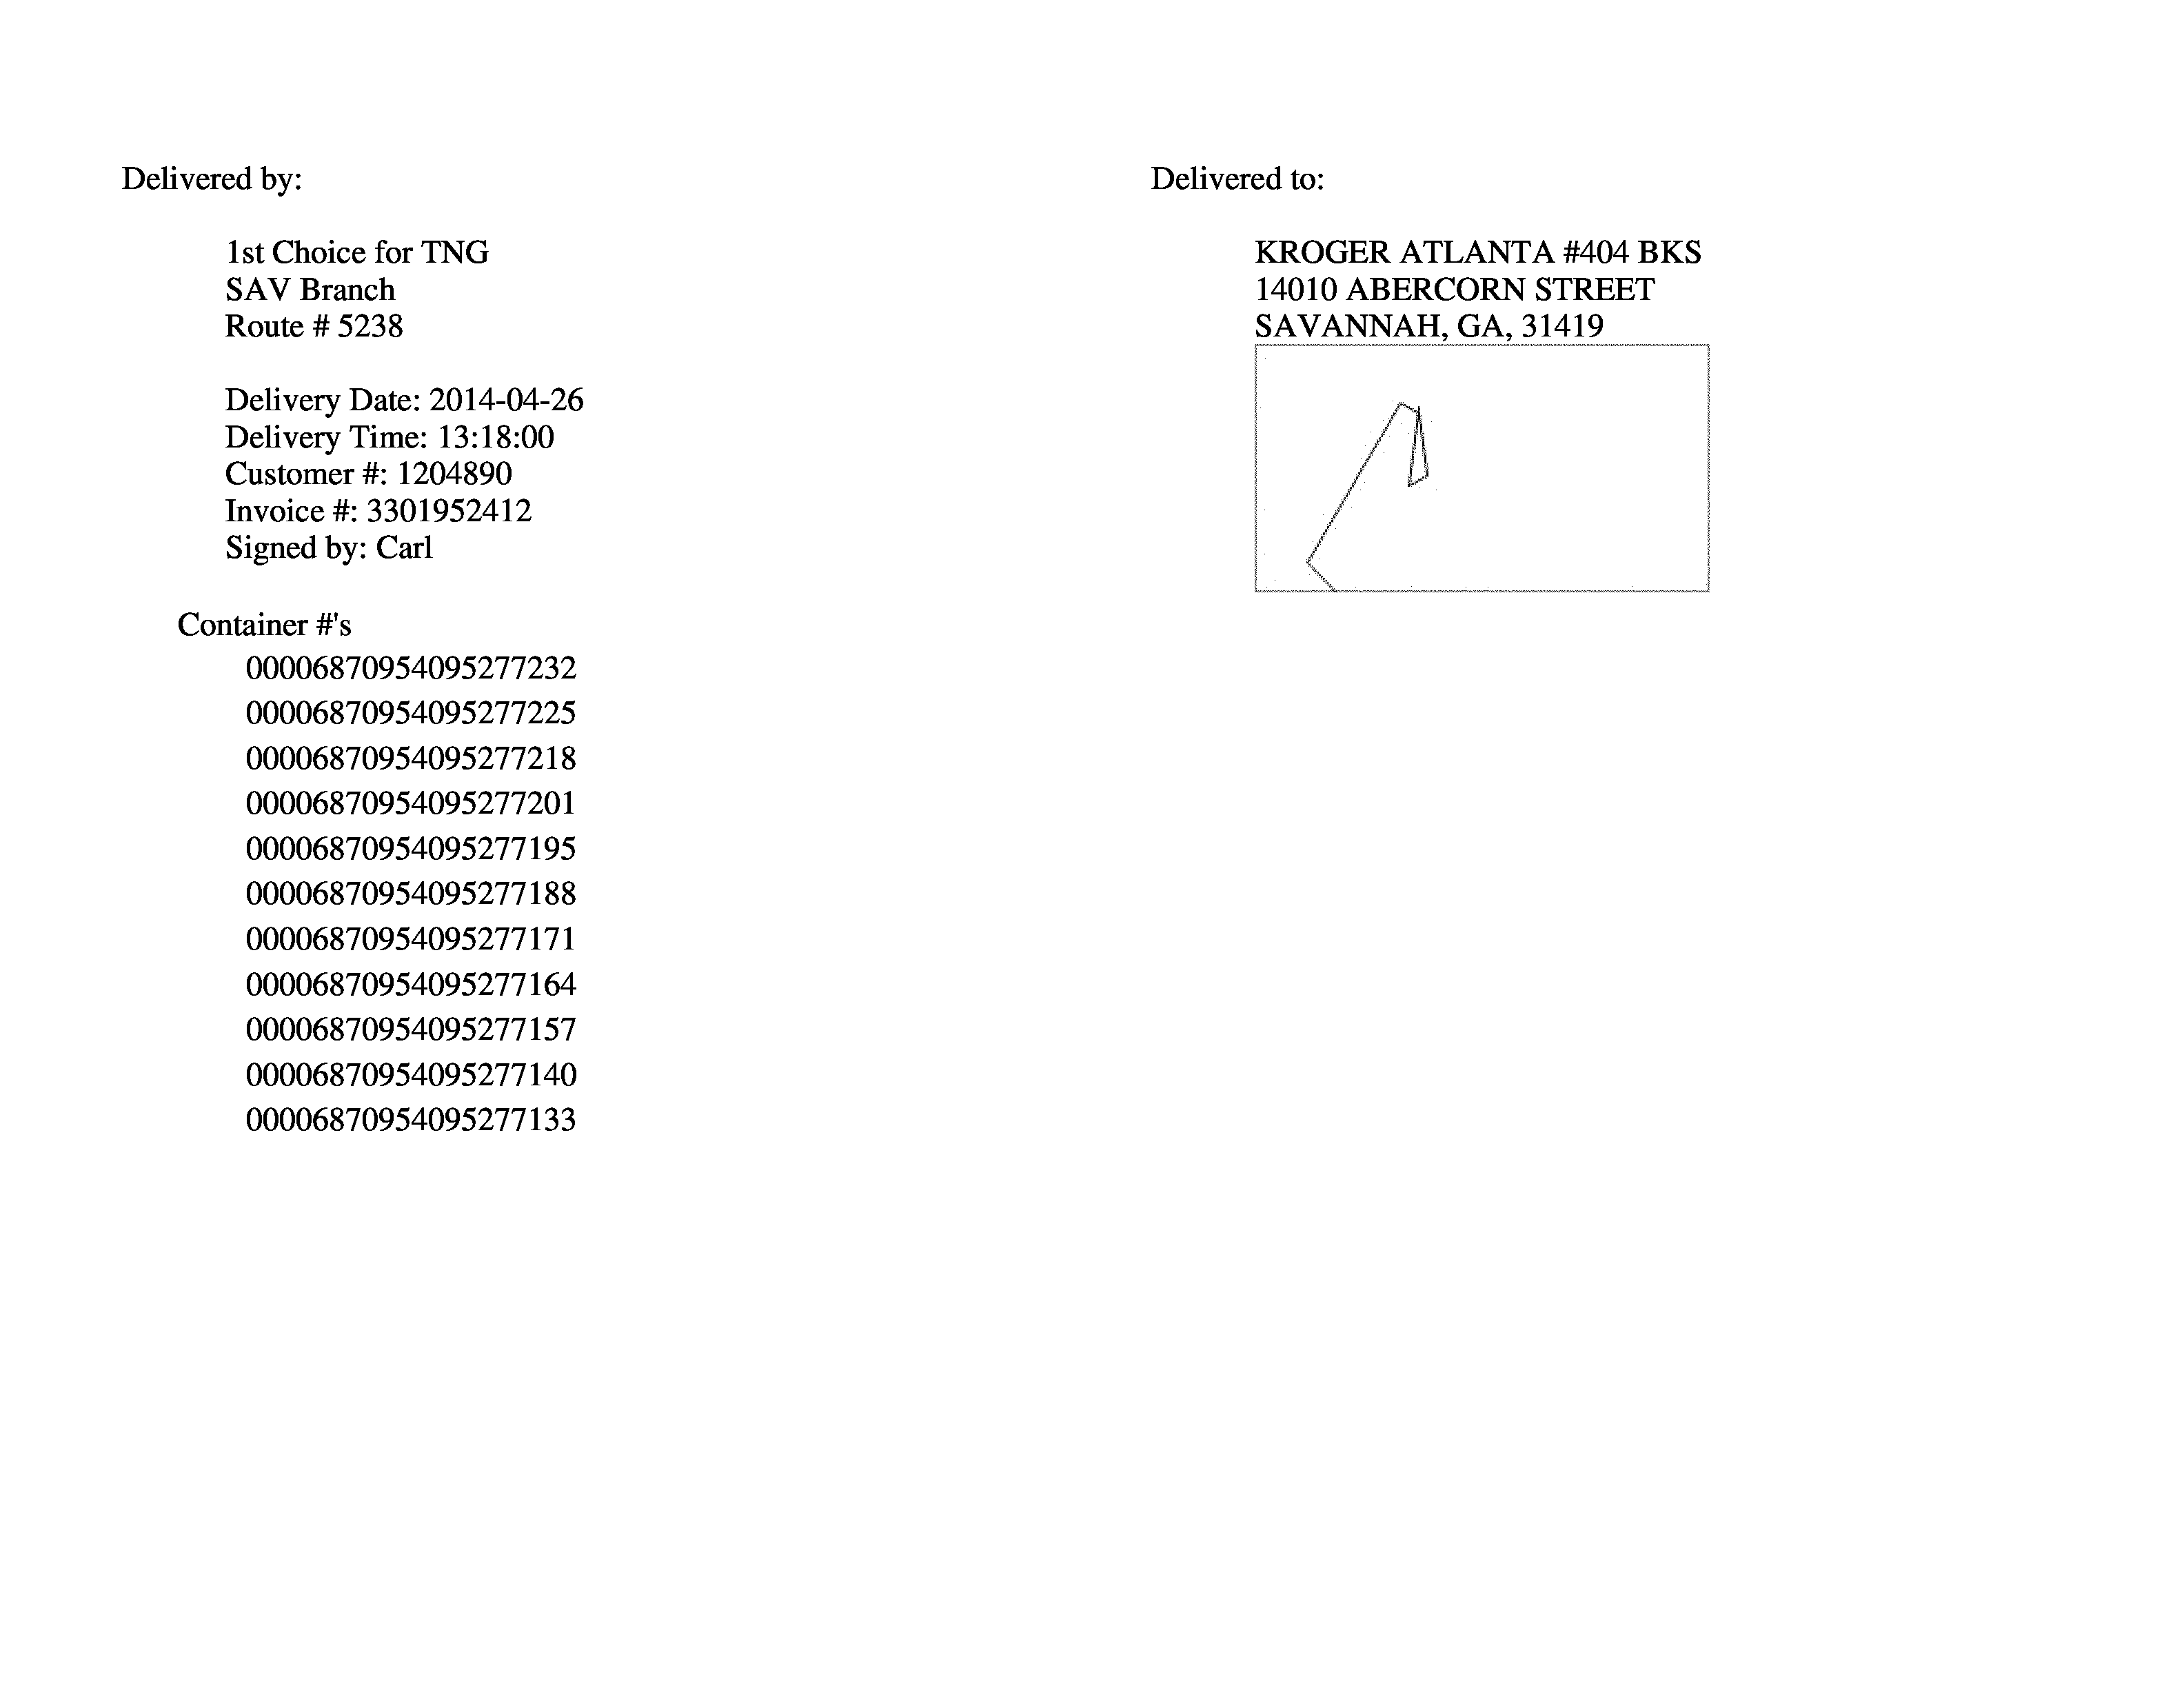 Delivered by:
1st Choice for TNG
SAV Branch
Route # 5238
Delivery Date: 2014-04-26
Delivery Time: 13:18:00
Customer #: 1204890
Invoice #: 3301952412
Signed by: Carl
Container #'s
00006870954095277232
00006870954095277225
00006870954095277218
00006870954095277201
00006870954095277195
00006870954095277188
00006870954095277171
00006870954095277164
00006870954095277157
00006870954095277140
00006870954095277133
Delivered to:
KROGER ATLANTA #404 BKS
14010 ABERCORN STREET
SAVANNAH, GA, 31419